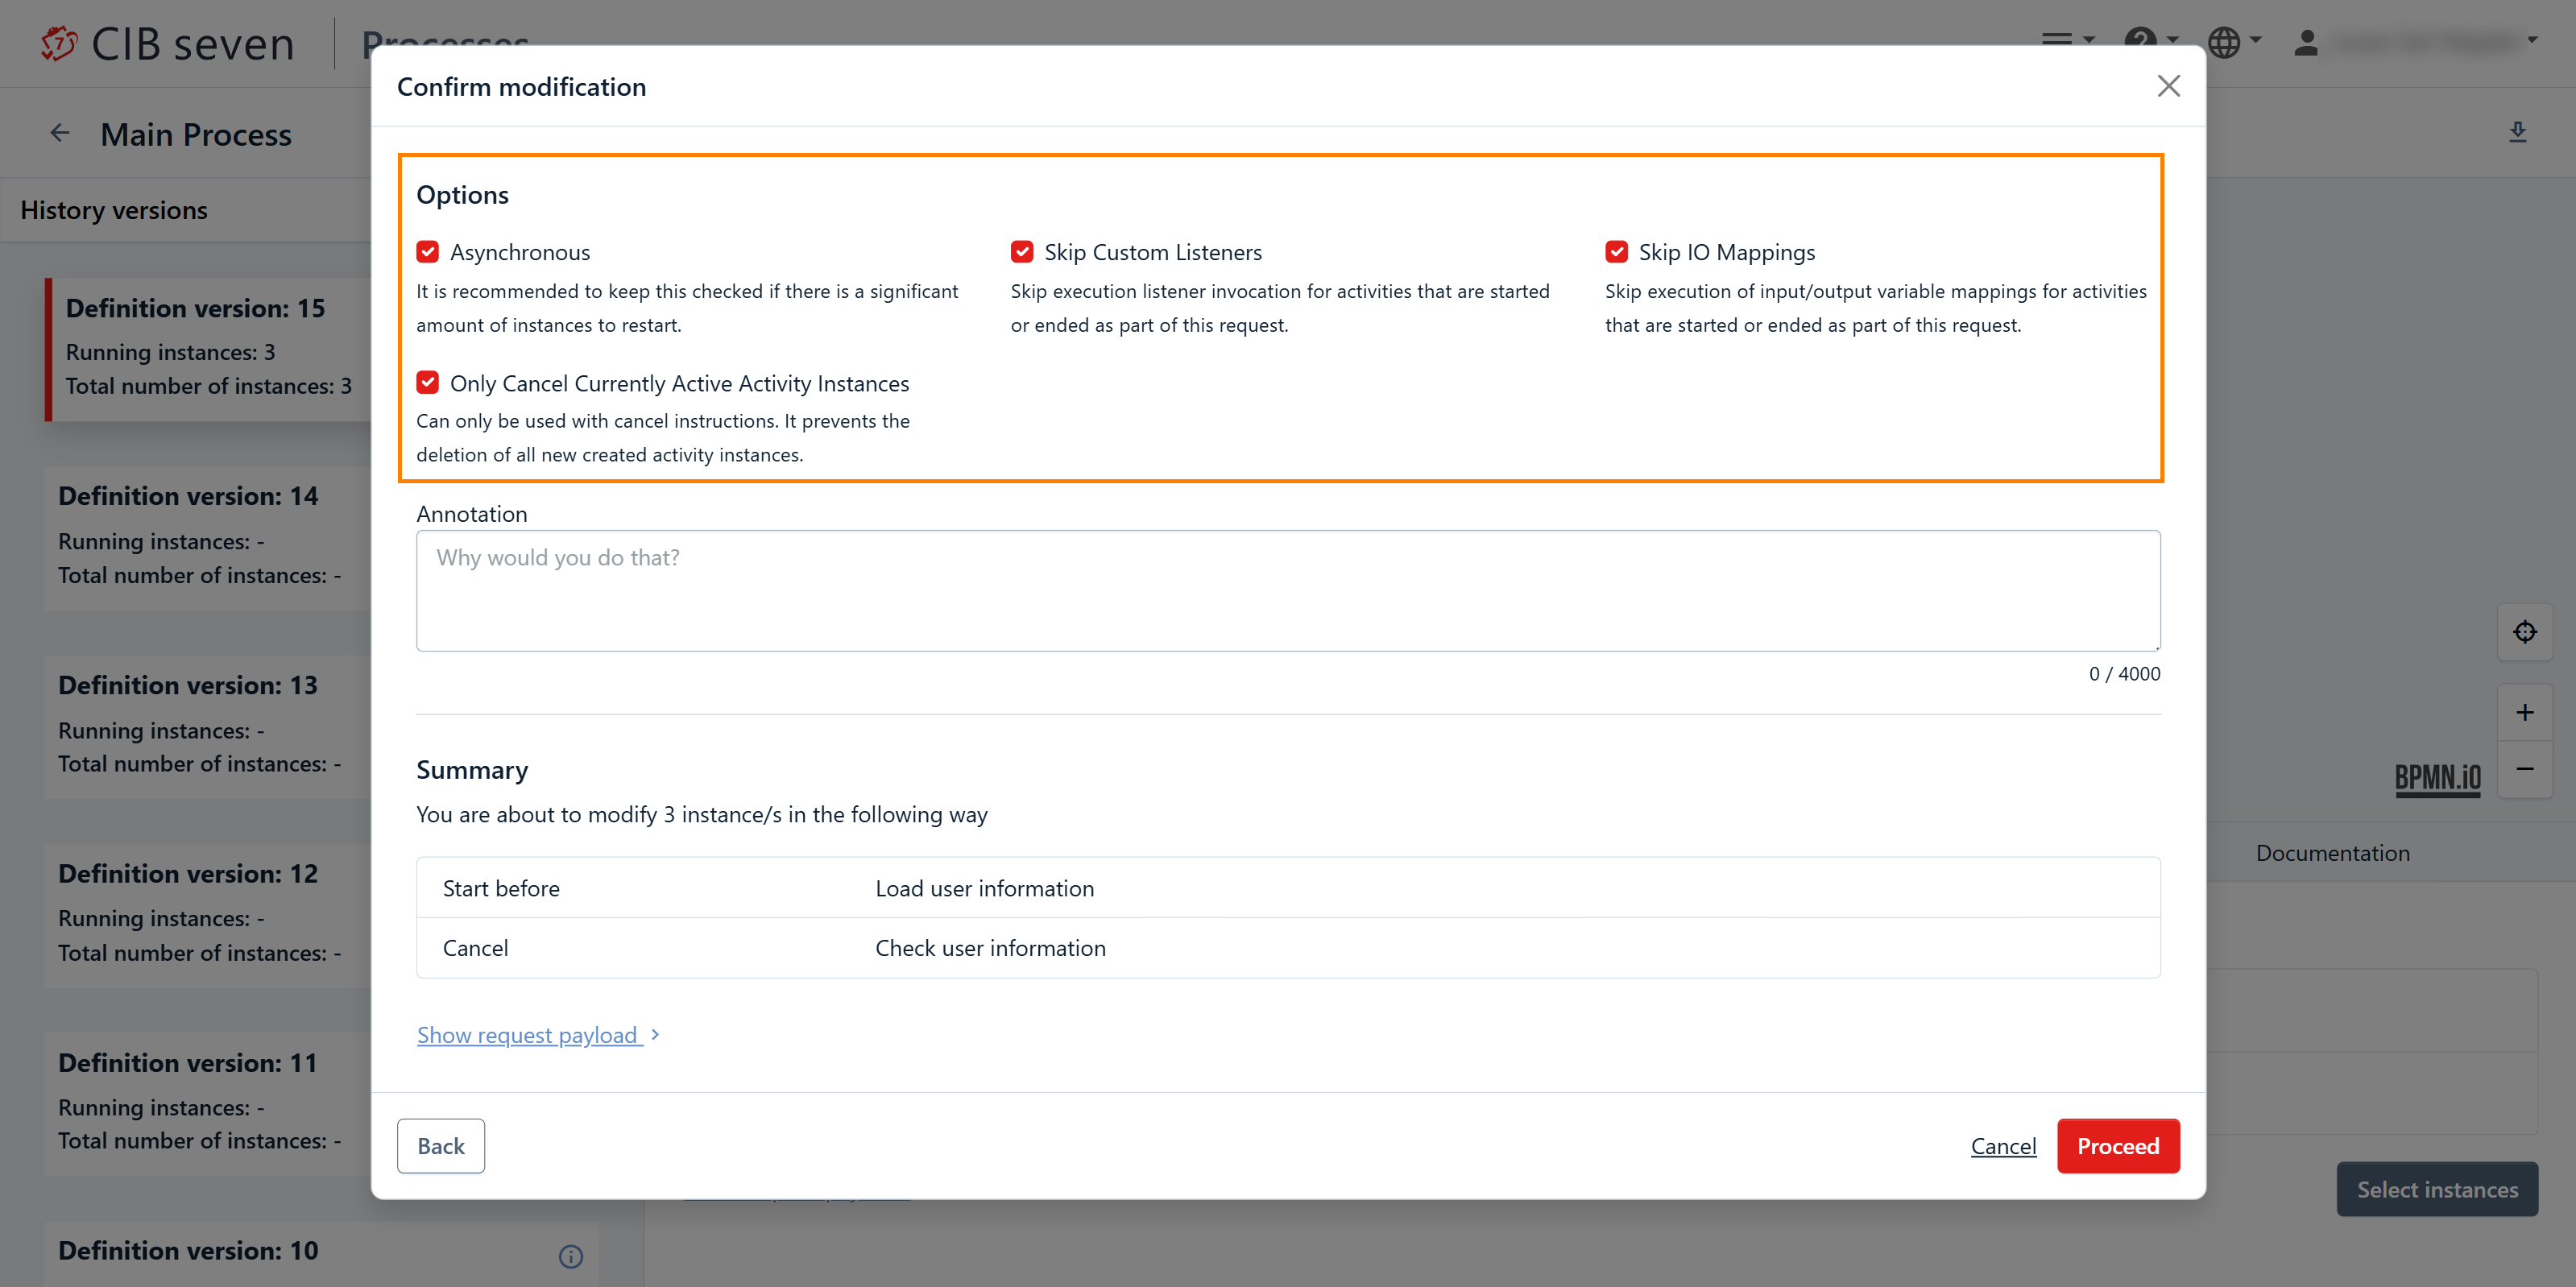 CIB seven
Processes
Main Process
History versions
Definition version: 15
Running instances: 3
Total number of instances: 3
Definition version: 14
Running instances: -
Total number of instances: -
Definition version: 13
Running instances: -
Total number of instances: -
Definition version: 12
Running instances: -
Total number of instances: -
Definition version: 11
Running instances: -
Total number of instances: -
Definition version: 10
Confirm modification
Options
Asynchronous
It is recommended to keep this checked if there is a significant
amount of instances to restart.
Skip Custom Listeners
Skip execution listener invocation for activities that are started
or ended as part of this request.
Skip IO Mappings
Skip execution of input/output variable mappings for activities
that are started or ended as part of this request.
Only Cancel Currently Active Activity Instances
Can only be used with cancel instructions. It prevents the
deletion of all new created activity instances.
Annotation
Why would you do that?
0 / 4000
Summary
You are about to modify 3 instance/s in the following way
Start before Load user information
Cancel Check user information
Show request payload
Back
Cancel
Proceed
BPMN.iO
Documentation
Select instances